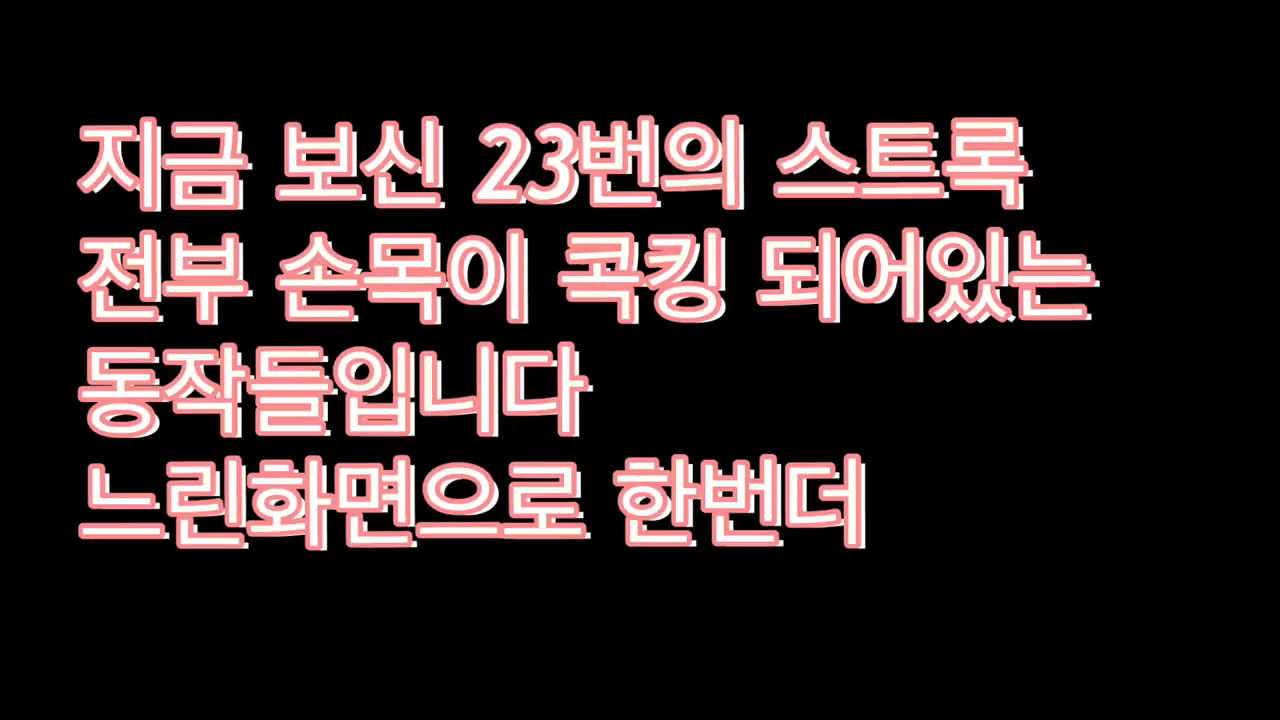 지금 보신 23번의 스트록
전부 손목이 콕킹 되어있는
동작들입니다
느린화면으로 한번더